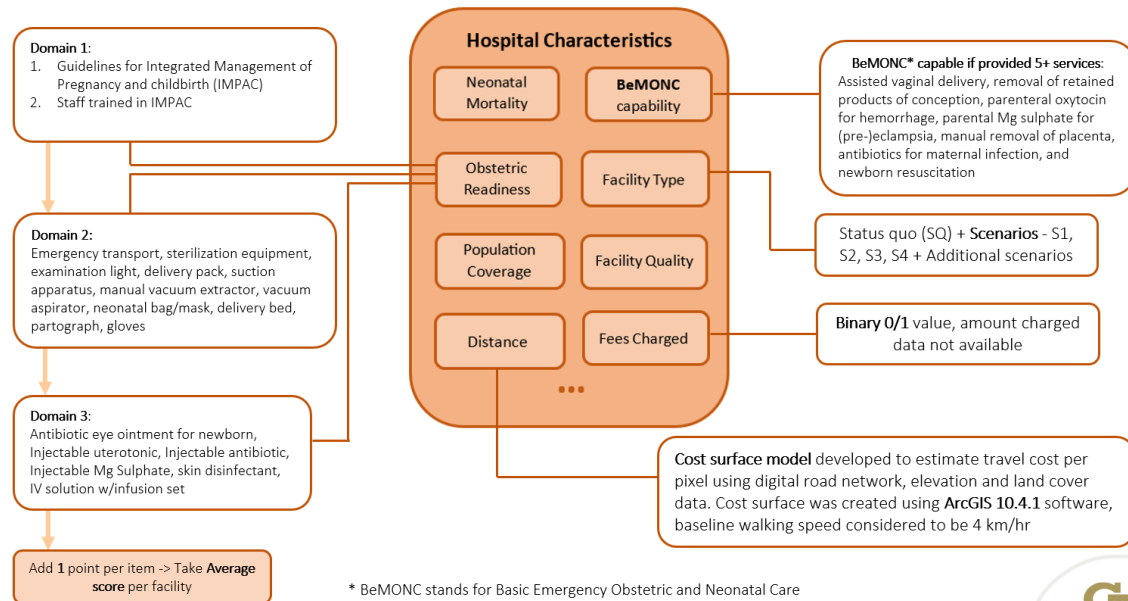 Domain 1:
1. Guidelines for Integrated Management of
Pregnancy and childbirth (IMPAC)
2. Staff trained in IMPAC
Domain 2:
Emergency transport, sterilization equipment,
examination light, delivery pack, suction
apparatus, manual vacuum extractor, vacuum
aspirator, neonatal bag/mask, delivery bed,
partograph, gloves
Domain 3:
Antibiotic eye ointment for newborn,
Injectable uterotonic, Injectable antibiotic,
Injectable Mg Sulphate, skin disinfectant,
IV solution w/infusion set
Add 1 point per item -> Take Average
score per facility
Hospital Characteristics
Neonatal
Mortality
BeMONC
capability
Obstetric
Readiness
Facility Type
Population
Coverage
Facility Quality
Distance
Fees Charged
...
BeMONC* capable if provided 5+ services:
Assisted vaginal delivery, removal of retained
products of conception, parenteral oxytocin
for hemorrhage, parental Mg sulphate for
(pre-)eclampsia, manual removal of placenta,
antibiotics for maternal infection, and
newborn resuscitation
Status quo (SQ) + Scenarios - S1,
S2, S3, S4 + Additional scenarios
Binary 0/1 value, amount charged
data not available
Cost surface model developed to estimate travel cost per
pixel using digital road network, elevation and land cover
data. Cost surface was created using ArcGIS 10.4.1 software,
baseline walking speed considered to be 4 km/hr
* BeMONC stands for Basic Emergency Obstetric and Neonatal Care